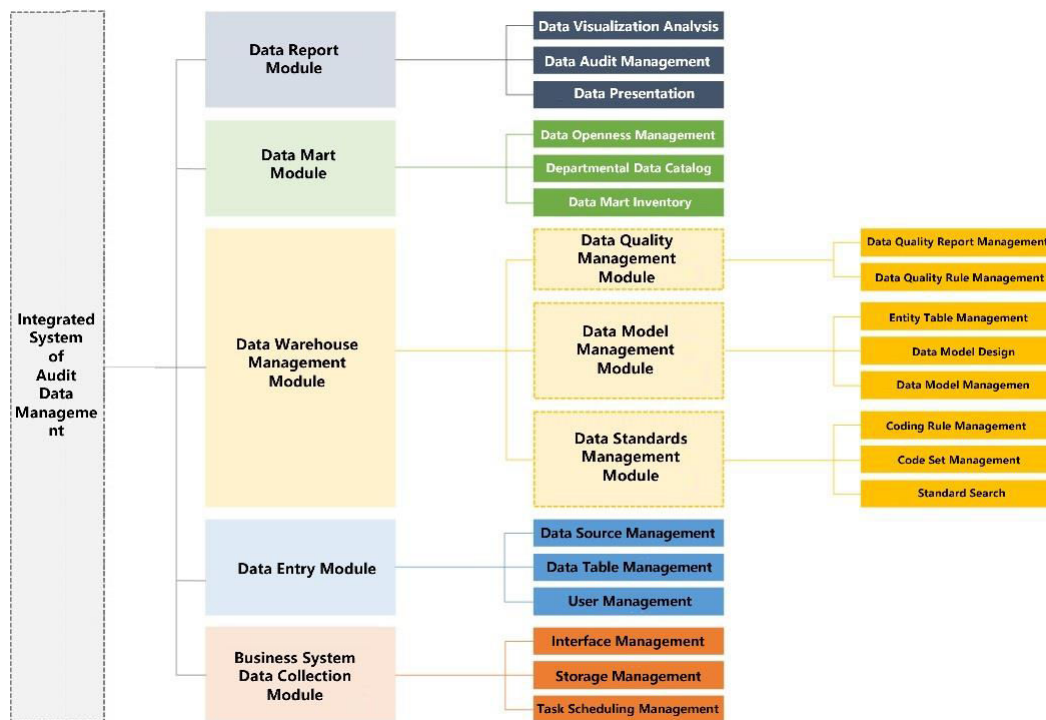 Integrated
System
of
Audit
Data
Manageme
nt
Data Report
Module
Data Visualization Analysis
Data Audit Management
Data Presentation
Data Mart
Module
Data Openness Management
Departmental Data Catalog
Data Mart Inventory
Data Warehouse
Management
Module
Data Quality
Management
Module
Data Quality Report Management
Data Quality Rule Management
Data Model
Management
Module
Entity Table Management
Data Model Design
Data Model Managemen
Data Standards
Management
Module
Coding Rule Management
Code Set Management
Standard Search
Data Entry Module
Data Source Management
Data Table Management
User Management
Business System
Data Collection
Module
Interface Management
Storage Management
Task Scheduling Management